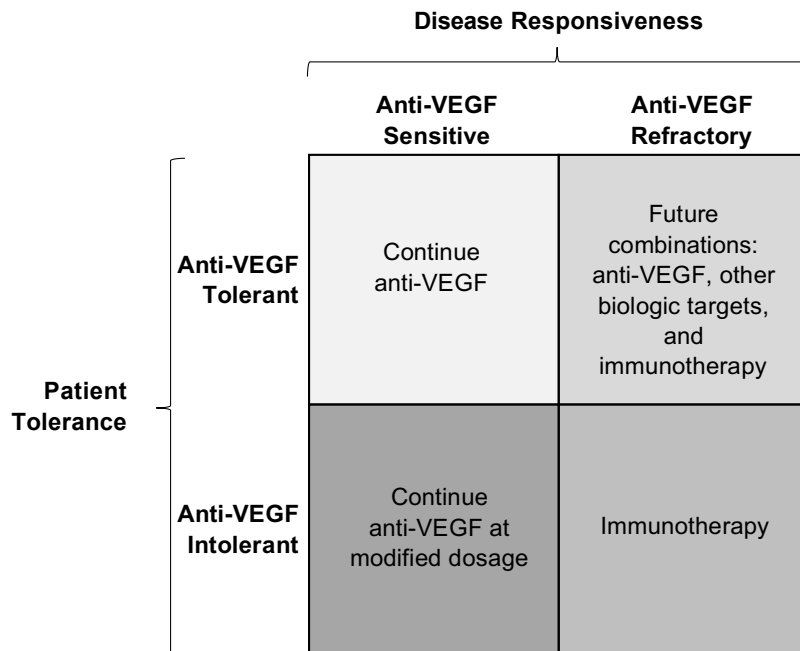 Disease Responsiveness
Anti-VEGF
Sensitive
Anti-VEGF
Refractory
Patient
Tolerance
Anti-VEGF
Tolerant
Continue
anti-VEGF
Future
combinations:
anti-VEGF, other
biologic targets,
and
immunotherapy
Anti-VEGF
Intolerant
Continue
anti-VEGF at
modified dosage
Immunotherapy